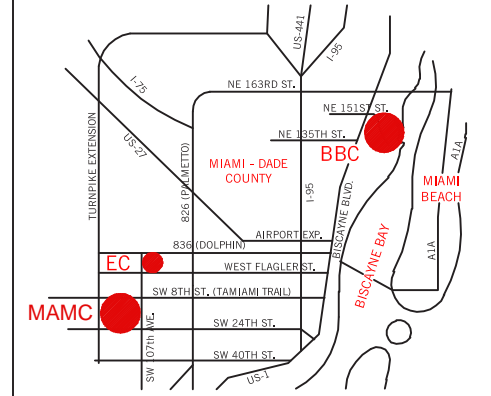 US-441
I-95
I-75
NE 163RD ST.
US-27
NE 151ST ST.
NE 135TH ST.
BBC
A1A
MIAMI - DADE
COUNTY
MIAMI
BEACH
TURNPIKE EXTENSION
826 (PALMETTO)
I-95
BISCAYNE BLVD.
AIRPORT EXP.
836 (DOLPHIN)
BISCAYNE BAY
A1A
EC
WEST FLAGLER ST.
SW 8TH ST. (TAMIAMI TRAIL)
MAMC
SW 24TH ST.
SW 107th AVE.
SW 40TH ST.
US-1